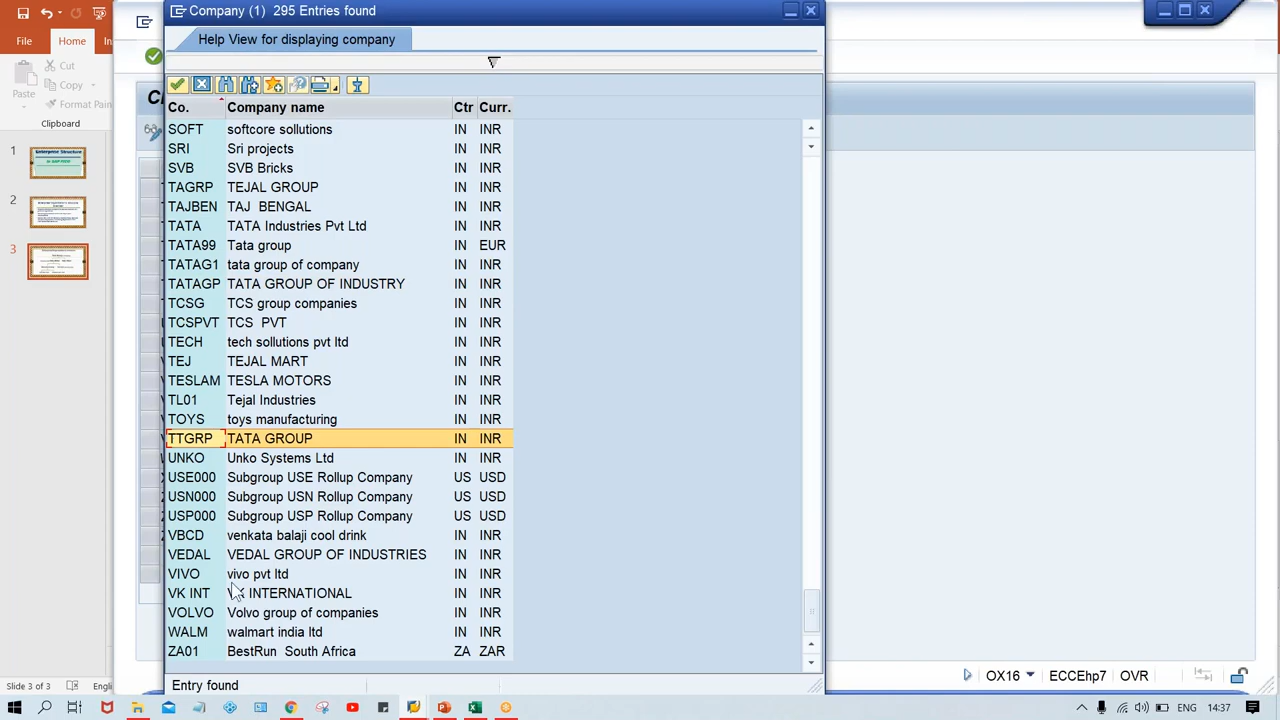 Company (1)  295 Entries found
File
Home
In
Help View for displaying company
Cut
Copy
Paste
Format Pain
Clipboard
Co. Company name Ctr Curr.
SOFT softcore sollutions IN INR
SRI Sri projects IN INR
SVB SVB Bricks IN INR
TAGRP TEJAL GROUP IN INR
TAJBEN TAJ  BENGAL IN INR
TATA TATA Industries Pvt Ltd IN INR
TATA99 Tata group IN EUR
TATAG1 tata group of company IN INR
TATAGP TATA GROUP OF INDUSTRY IN INR
TCSG TCS group companies IN INR
TCSPVT TCS  PVT IN INR
TECH tech sollutions pvt ltd IN INR
TEJ TEJAL MART IN INR
TESLAM TESLA MOTORS IN INR
TL01 Tejal Industries IN INR
TOYS toys manufacturing IN INR
TTGRP TATA GROUP IN INR
UNKO Unko Systems Ltd IN INR
USE000 Subgroup USE Rollup Company US USD
USN000 Subgroup USN Rollup Company US USD
USP000 Subgroup USP Rollup Company US USD
VBCD venkata balaji cool drink IN INR
VEDAL VEDAL GROUP OF INDUSTRIES IN INR
VIVO vivo pvt ltd IN INR
VK INT INTERNATIONAL IN INR
VOLVO Volvo group of companies IN INR
WALM walmart india ltd IN INR
ZA01 BestRun  South Africa ZA ZAR
Entry found
1
2
3
OX16
ECCEhp7
OVR
Slide 3 of 3
Engli
14:37